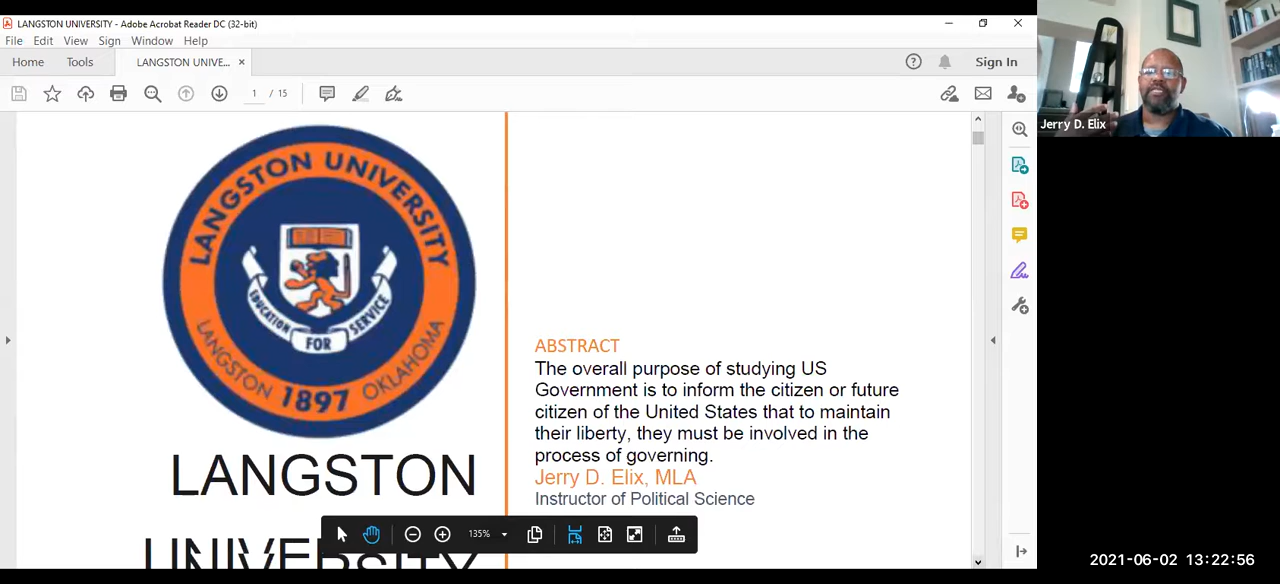 LANGSTON UNIVERSITY - Adobe Acrobat Reader DC (32-bit)
File Edit View Sign Window Help
Home Tools LANGSTON UNIVE... ×
Sign In
1 / 15
Jerry D. Elix
LANGSTON UNIVERSITY
EDUCATION FOR SERVICE
LANGSTON OKLAHOMA
1897
LANGSTON
UNIVERSITY
ABSTRACT
The overall purpose of studying US
Government is to inform the citizen or future
citizen of the United States that to maintain
their liberty, they must be involved in the
process of governing.
Jerry D. Elix, MLA
Instructor of Political Science
135%
2021-06-02 13:22:56